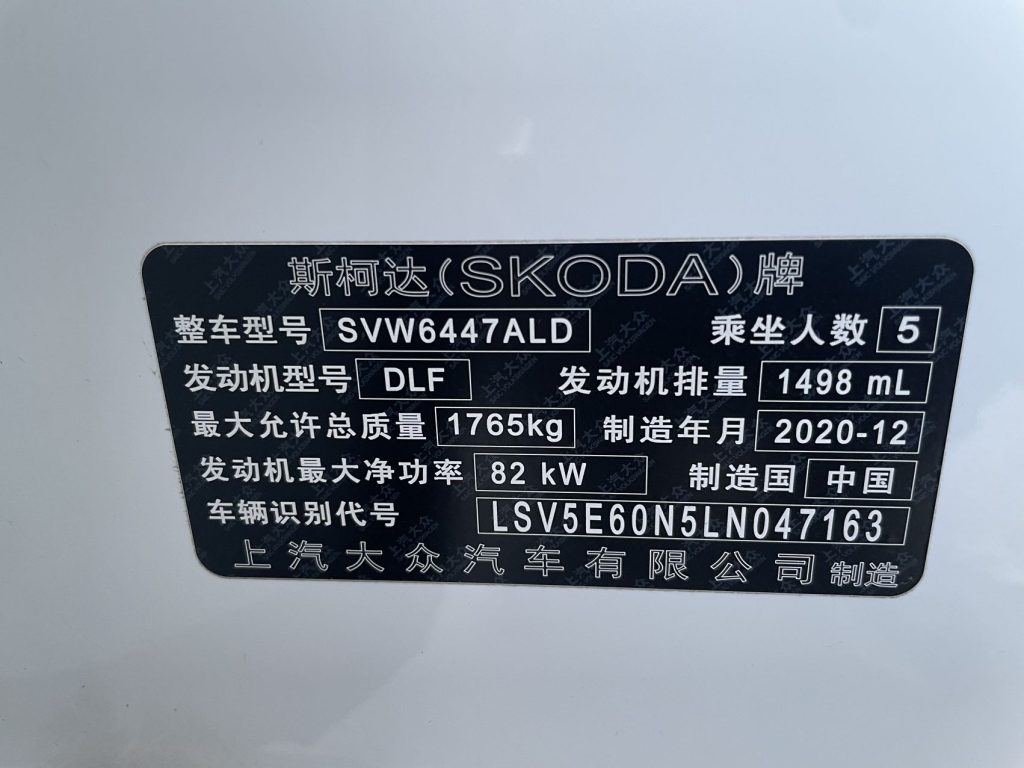 斯柯达(SKODA)牌
整车型号 SVW6447ALD 乘坐人数 5
发动机型号 DLF 发动机排量 1498 mL
最大允许总质量 1765kg 制造年月 2020-12
发动机最大净功率 82 kW 制造国 中国
车辆识别代号 LSV5E60N5LN047163
上汽大众汽车有限公司 制造